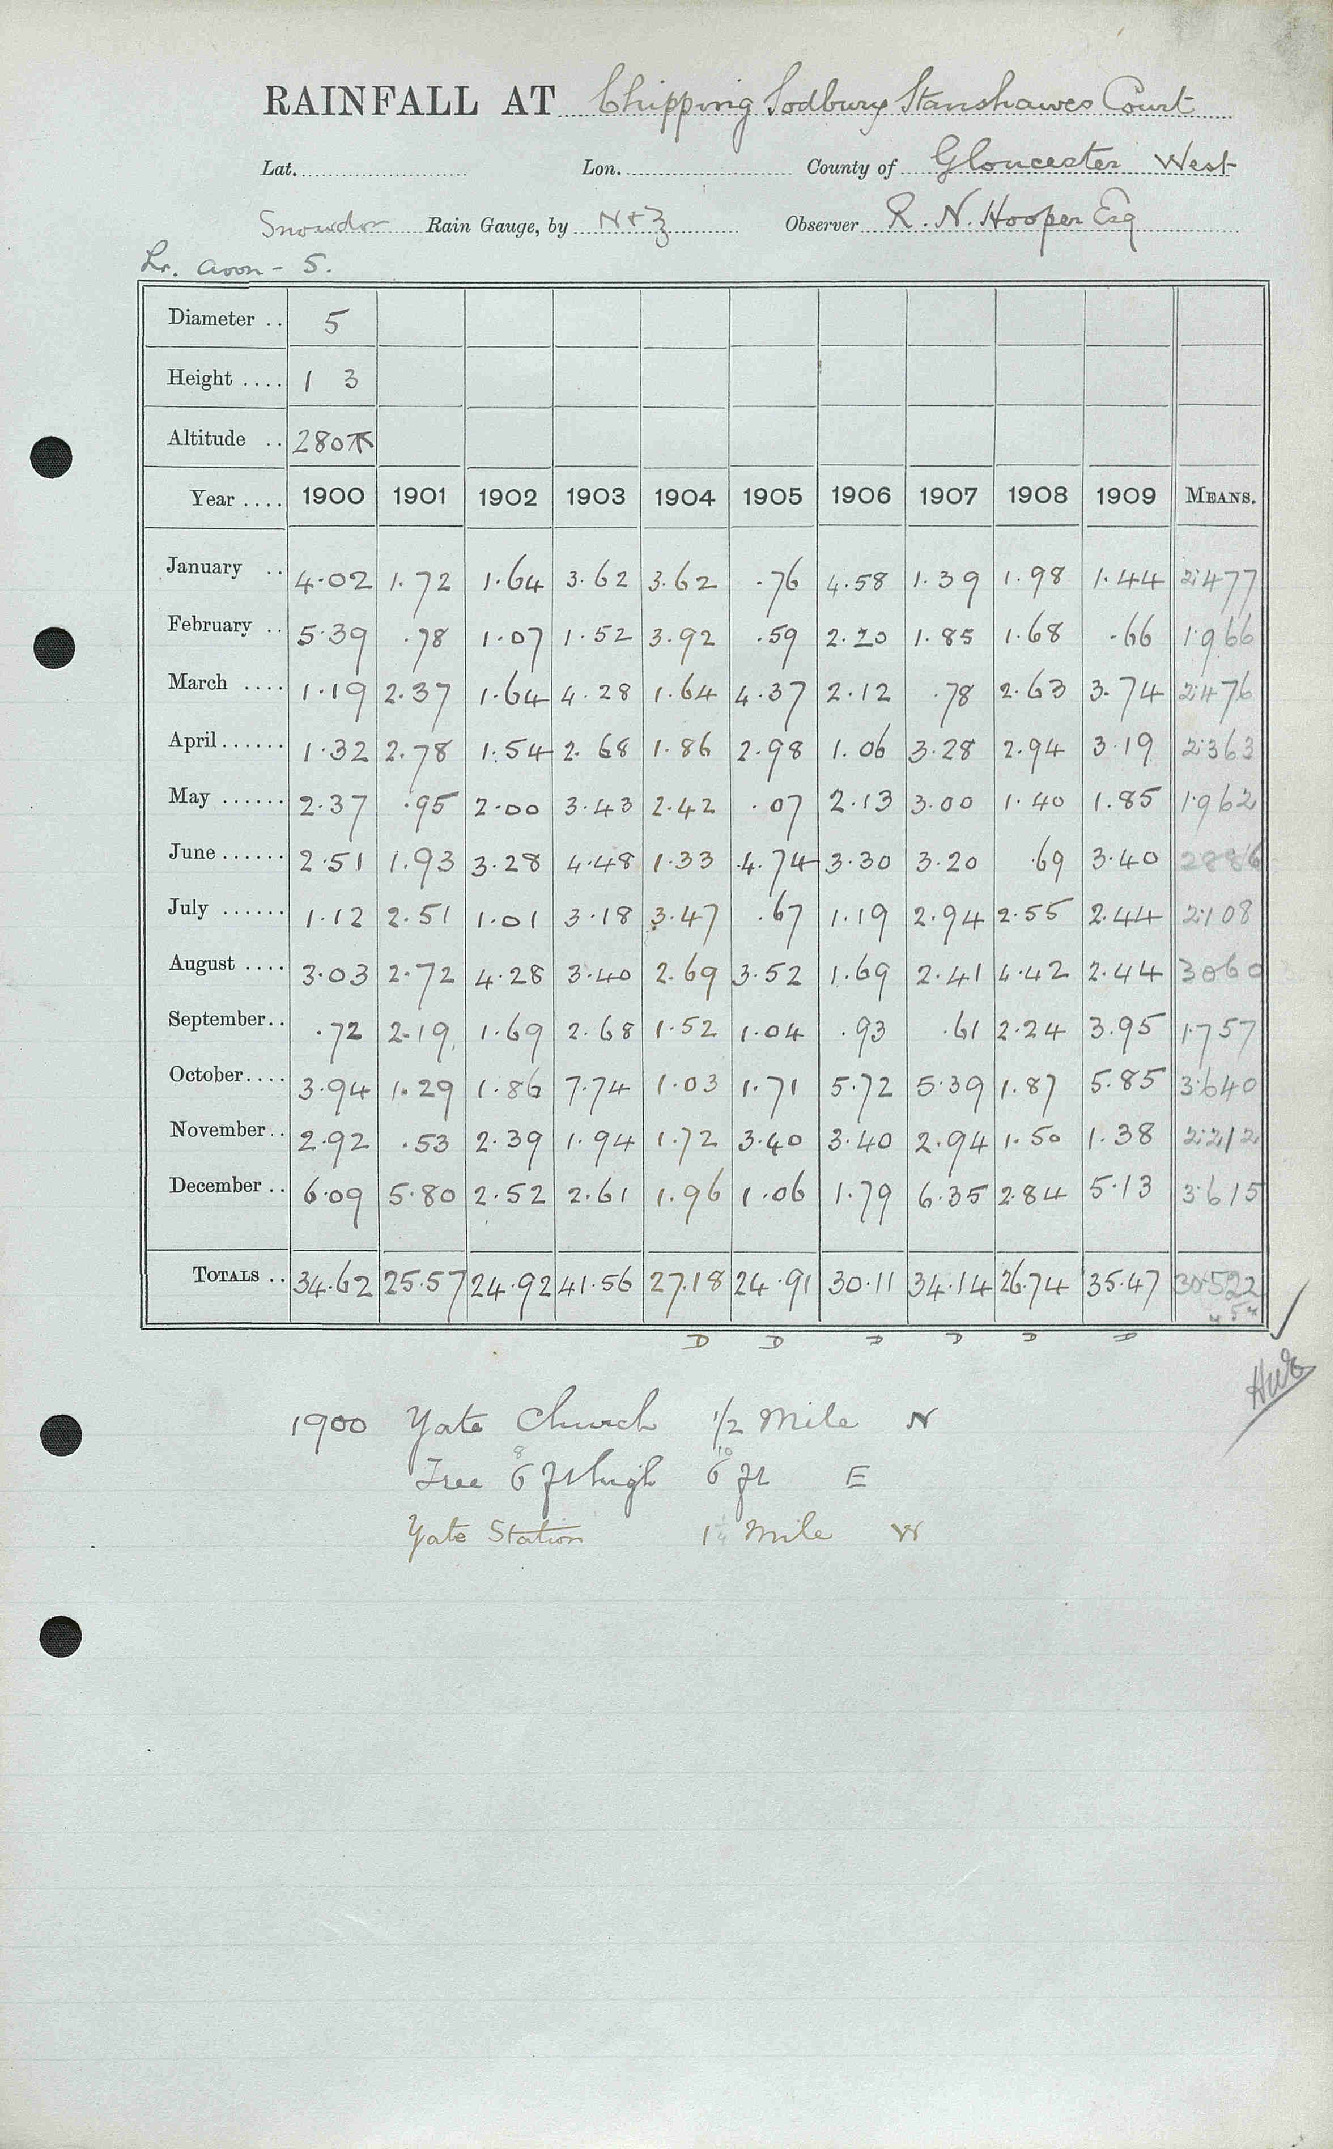 RAINFALL AT Chipping Sodbury Stanshawes Court
Lat. Lon. County of Gloucester West
Snowdon Rain Gauge, by N & Z Observer R. N. Hooper Esq
Lr. Avon - 5.
Diameter .. 5
Height .... 1 3
Altitude .. 280
Year .... 1900 1901 1902 1903 1904 1905 1906 1907 1908 1909 MEANS.
January .. 4.02 1.72 1.64 3.62 3.62 .76 4.58 1.39 1.98 1.44 2.477
February .. 5.39 .78 1.07 1.52 3.92 .59 2.20 1.85 1.68 .66 1.966
March .... 1.19 2.37 1.64 4.28 1.64 4.37 2.12 .78 2.63 3.74 2.476
April ...... 1.32 2.78 1.54 2.68 1.86 2.98 1.06 3.28 2.94 3.19 2.363
May ...... 2.37 .95 2.00 3.43 2.42 .07 2.13 3.00 1.40 1.85 1.962
June ...... 2.51 1.93 3.28 4.48 1.33 4.74 3.30 3.20 .69 3.40 2886
July ...... 1.12 2.51 1.01 3.18 3.47 .67 1.19 2.94 2.55 2.44 2.108
August .... 3.03 2.72 4.28 3.40 2.69 3.52 1.69 2.41 4.42 2.44 3060
September.. .72 2.19 1.69 2.68 1.52 1.04 .93 .61 2.24 3.95 1.757
October.... 3.94 1.29 1.86 7.74 1.03 1.71 5.72 5.39 1.87 5.85 3.640
November.. 2.92 .53 2.39 1.94 1.72 3.40 3.40 2.94 1.50 1.38 2.212
December .. 6.09 5.80 2.52 2.61 1.96 1.06 1.79 6.35 2.84 5.13 3.615
TOTALS .. 34.62 25.57 24.92 41.56 27.18 24.91 30.11 34.14 26.74 35.47 30.522
D D D D D D
1900 Yate Church 1/2 Mile N
8 10
Tree 6 ft high 6 ft E
Yate Station 1 Mile W